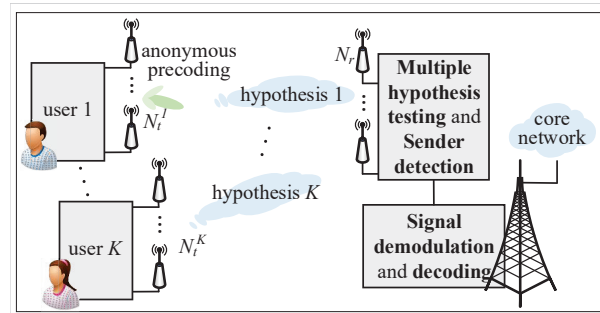 anonymous
precoding
user 1
N_t^1
hypothesis 1
N_r
Multiple
hypothesis
testing and
Sender
detection
core
network
user K
N_t^K
hypothesis K
Signal
demodulation
and decoding